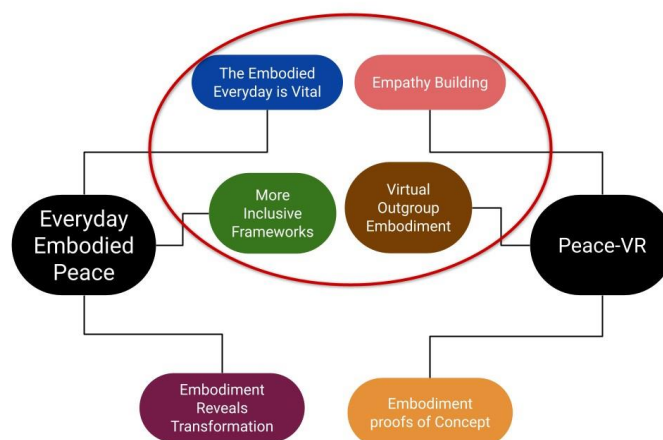 The Embodied
Everyday is Vital
Empathy Building
More
Inclusive
Frameworks
Virtual
Outgroup
Embodiment
Everyday
Embodied
Peace
Peace-VR
Embodiment
Reveals
Transformation
Embodiment
proofs of Concept